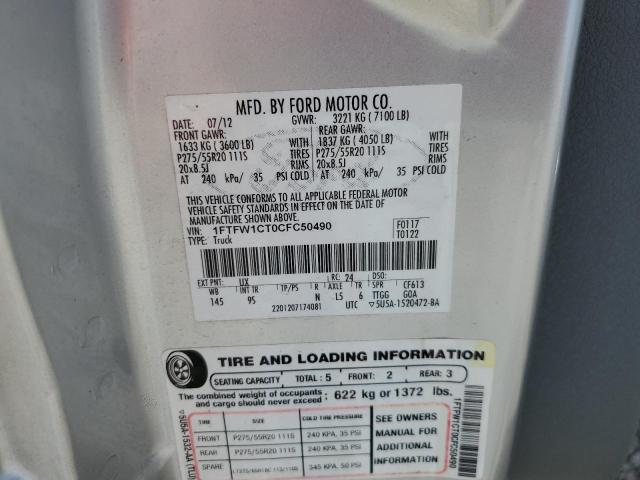 MFD. BY FORD MOTOR CO.
DATE: 07/12 GVWR: 3221 KG ( 7100 LB)
FRONT GAWR: REAR GAWR:
1633 KG ( 3600 LB) WITH 1837 KG ( 4050 LB) WITH
P275/55R20 111S TIRES P275/55R20 111S TIRES
20x8.5J RIMS 20x8.5J RIMS
AT 240 kPa/ 35 PSI COLD AT 240 kPa/ 35 PSI COLD
THIS VEHICLE CONFORMS TO ALL APPLICABLE FEDERAL MOTOR
VEHICLE SAFETY STANDARDS IN EFFECT ON THE DATE OF
MANUFACTURE SHOWN ABOVE.
VIN: 1FTFW1CT0CFC50490 F0117
TYPE: Truck T0122
EXT PNT: UX RC: 24 DSO:
WB INT TR TP/PS R AXLE TR SPR CF613
145 9S N L5 6 TTGG GOA
2201207174081 UTC 5U5A-1520472-BA
TIRE AND LOADING INFORMATION
SEATING CAPACITY TOTAL: 5 FRONT: 2 REAR: 3
The combined weight of occupants and cargo should never exceed: 622 kg or 1372 lbs.
TIRE SIZE COLD TIRE PRESSURE SEE OWNERS
FRONT P275/55R20 111S 240 KPA, 35 PSI MANUAL FOR
REAR P275/55R20 111S 240 KPA, 35 PSI ADDITIONAL
SPARE 345 KPA, 50 PSI INFORMATION
1FTFW1CT0CFC50490